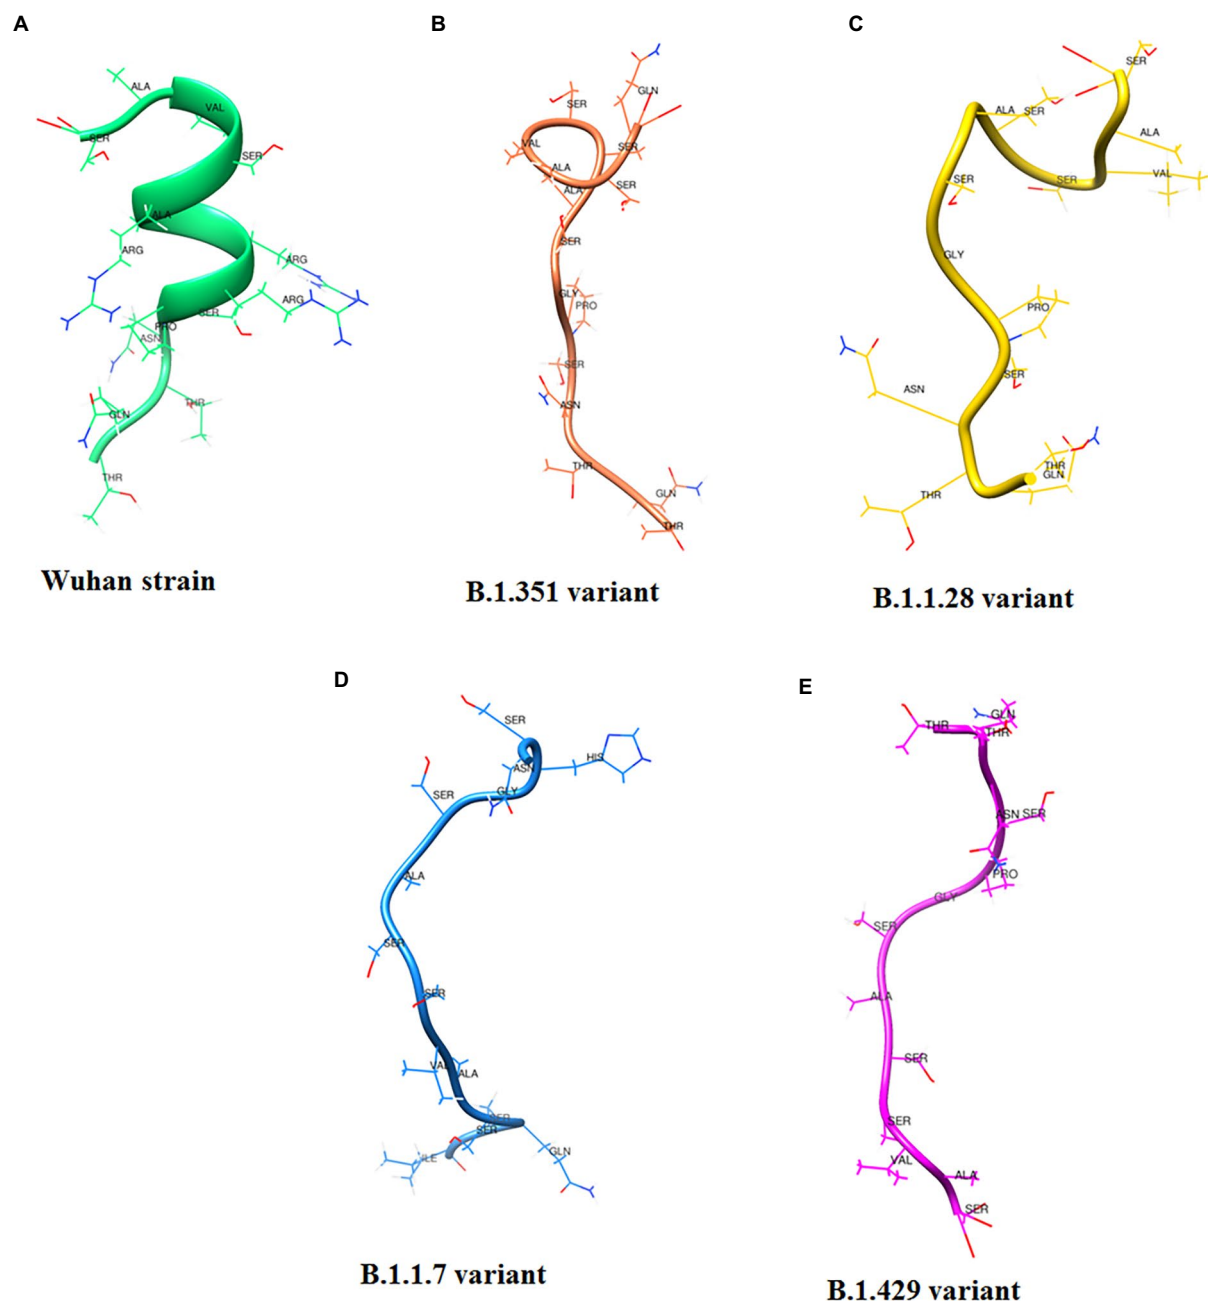 A
ALA
VAL
SER
SER
ALA
ARG
ARG
ARG
SER
PRO
ASN
THR
GLN
THR
Wuhan strain
B
GLN
SER
VAL
SER
ALA
ALA
SER
SER
GLY
PRO
SER
ASN
THR
GLN
THR
B.1.351 variant
C
SER
ALA
SER
ALA
VAL
SER
SER
GLY
PRO
SER
ASN
THR
GLN
THR
B.1.1.28 variant
D
SER
HIS
ASN
GLY
SER
ALA
SER
SER
VAL
ALA
SER
SER
GLN
ILE
B.1.1.7 variant
E
GLN
THR
THR
ASN
SER
PRO
GLY
SER
ALA
SER
SER
VAL
ALA
SER
B.1.429 variant